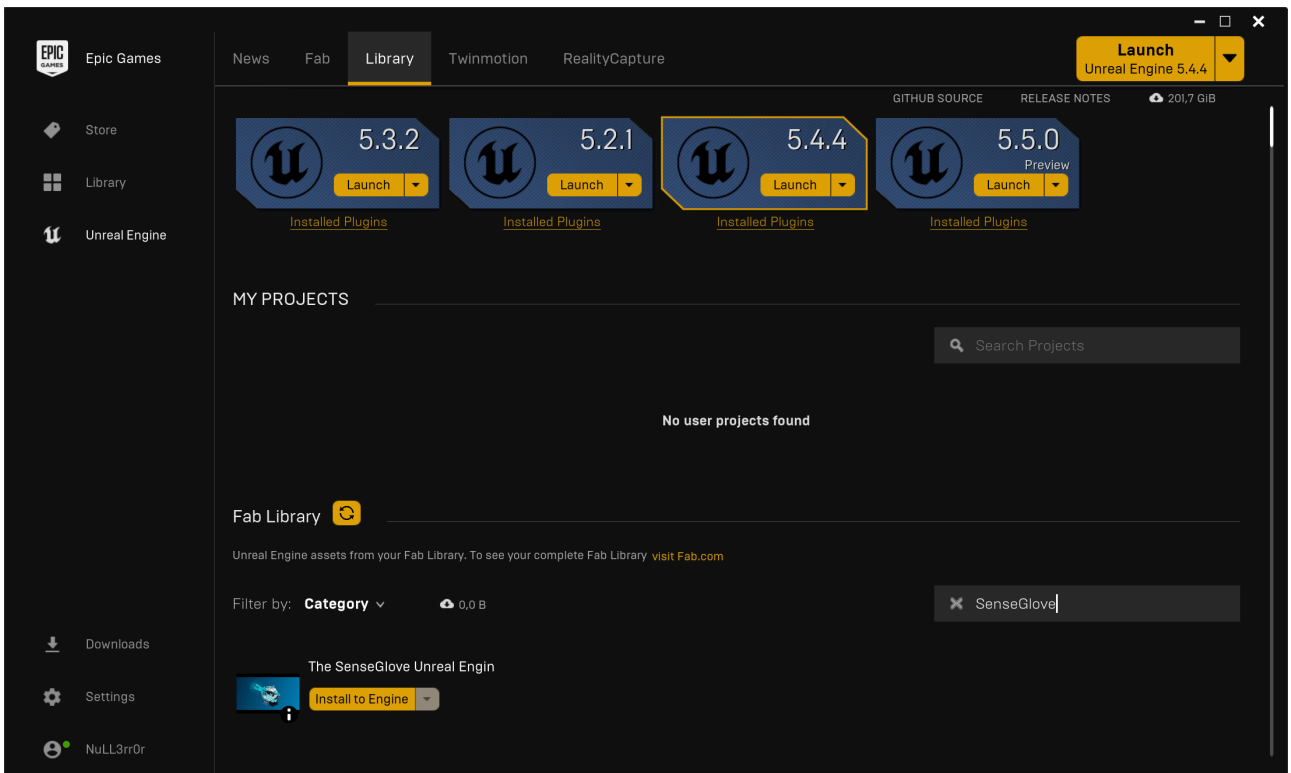 EPIC
GAMES
Epic Games
News
Fab
Library
Twinmotion
RealityCapture
Launch
Unreal Engine 5.4.4
GITHUB SOURCE
RELEASE NOTES
201,7 GiB
Store
Library
Unreal Engine
5.3.2
Launch
Installed Plugins
5.2.1
Launch
Installed Plugins
5.4.4
Launch
Installed Plugins
5.5.0
Preview
Launch
Installed Plugins
MY PROJECTS
Search Projects
No user projects found
Fab Library
Unreal Engine assets from your Fab Library. To see your complete Fab Library visit Fab.com
Filter by: Category
0,0 B
SenseGlove
The SenseGlove Unreal Engin
Install to Engine
Downloads
Settings
NuLL3rr0r